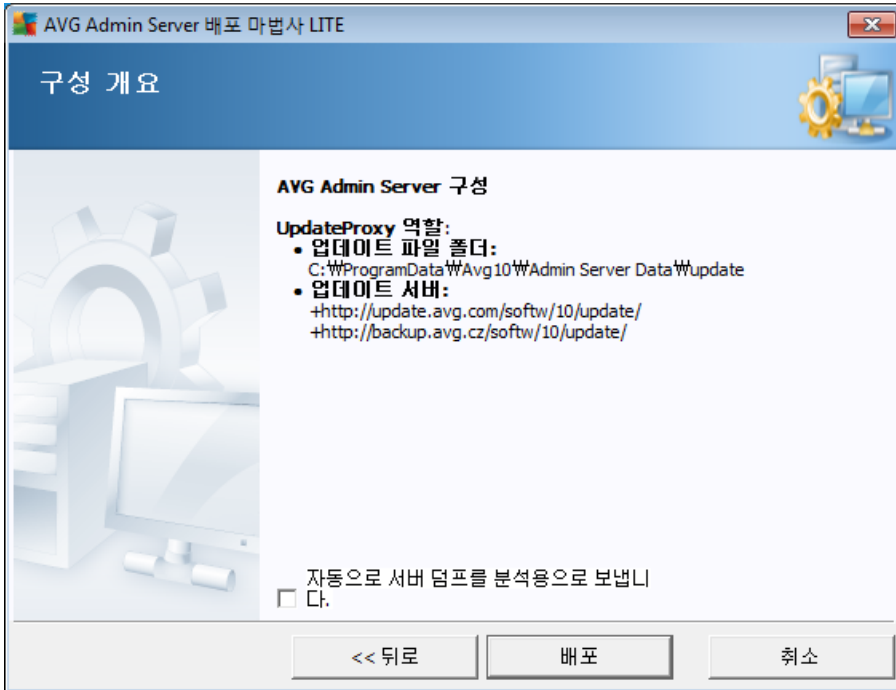 AVG Admin Server 배포 마법사 LITE
구성 개요
AVG Admin Server 구성
UpdateProxy 역할:
• 업데이트 파일 폴더:
C:₩ProgramData₩Avg10₩Admin Server Data₩update
• 업데이트 서버:
+http://update.avg.com/softw/10/update/
+http://backup.avg.cz/softw/10/update/
자동으로 서버 덤프를 분석용으로 보냅니
다.
<< 뒤로
배포
취소